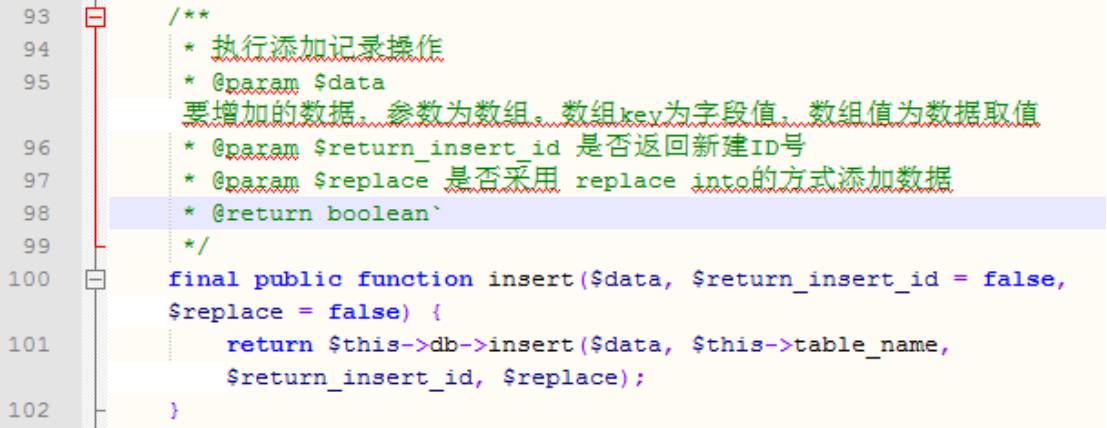 93 /**
94 * 执行添加记录操作
95 * @param $data
要增加的数据，参数为数组。数组key为字段值，数组值为数据取值
96 * @param $return_insert_id 是否返回新建ID号
97 * @param $replace 是否采用 replace into的方式添加数据
98 * @return boolean`
99 */
100 final public function insert($data, $return_insert_id = false,
$replace = false) {
101 return $this->db->insert($data, $this->table_name,
$return_insert_id, $replace);
102 }